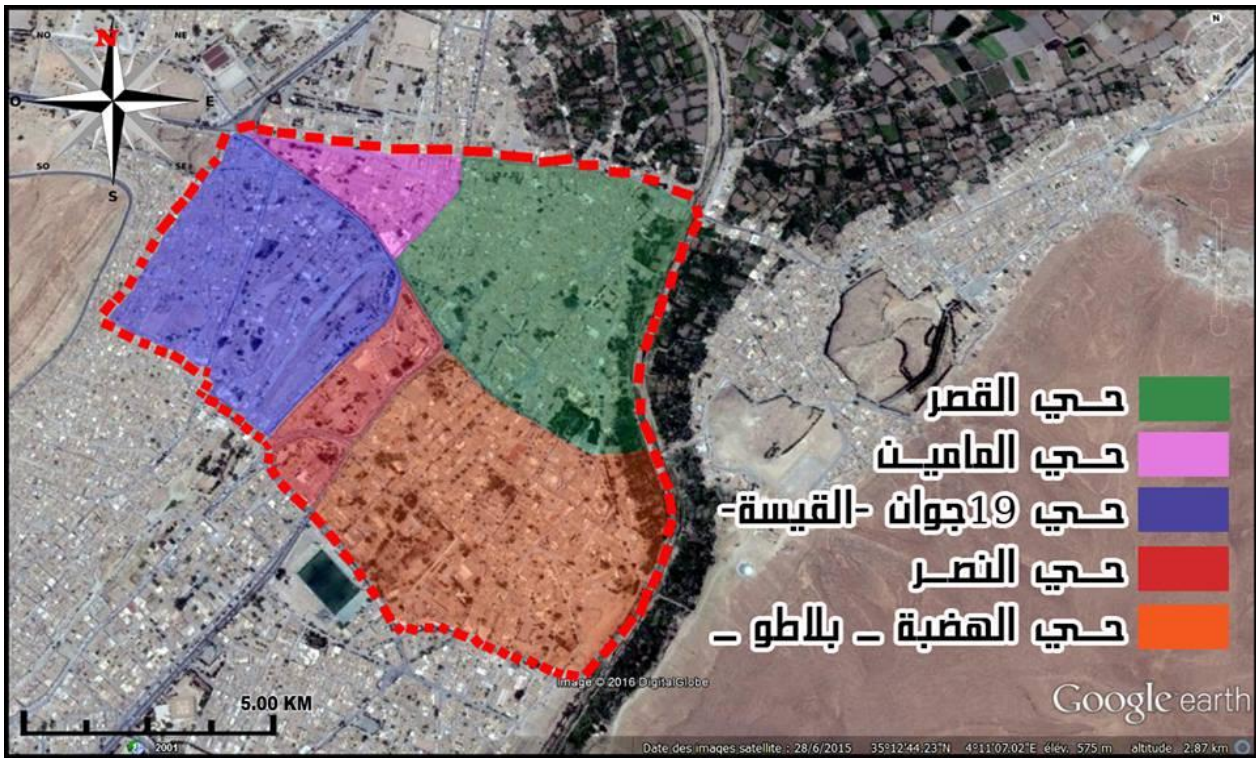 N
NO
NE
N
O
E
SO
SE
S
حـي القصر
حـي المامـين
حـي 19جوان -القيسة-
حـي النصـر
حـي الهضبة _ بلاطو _
Image © 2016 DigitalGlobe
5.00 KM
Google earth
2001
Date des images satellite : 28/6/2015 35°12'44.23"N 4°11'07.02"E élév. 575 m altitude 2.87 km